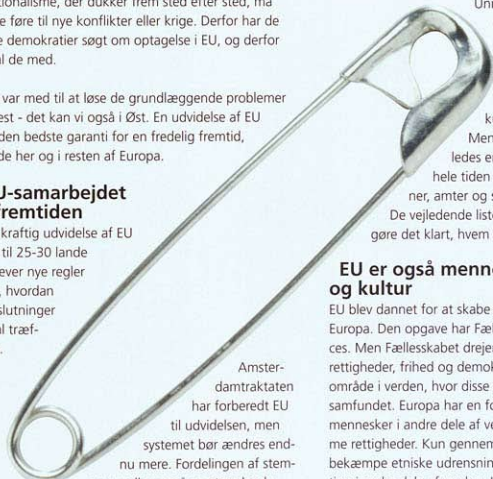 tionalisme, der dukker frem sted efter sted, må
e føre til nye konflikter eller krige. Derfor har de
e demokratier søgt om optagelse i EU, og derfor
al de med.
var med til at løse de grundlæggende problemer
est - det kan vi også i Øst. En udvidelse af EU
den bedste garanti for en fredelig fremtid,
de her og i resten af Europa.
U-samarbejdet
fremtiden
kraftig udvidelse af EU
til 25-30 lande
ever nye regler
, hvordan
slutninger
al træf-
Amster-
damtraktaten
har forberedt EU
til udvidelsen, men
systemet bør ændres end-
nu mere. Fordelingen af stem-
Uni
k
Men
ledes e
hele tiden
ner, amter og s
De vejledende liste
gøre det klart, hvem
EU er også menne
og kultur
EU blev dannet for at skabe
Europa. Den opgave har Fæl
ces. Men Fællesskabet drejer
rettigheder, frihed og demok
område i verden, hvor disse
samfundet. Europa har en fo
mennesker i andre dele af ve
me rettigheder. Kun gennem
bekæmpe etniske udrensnin